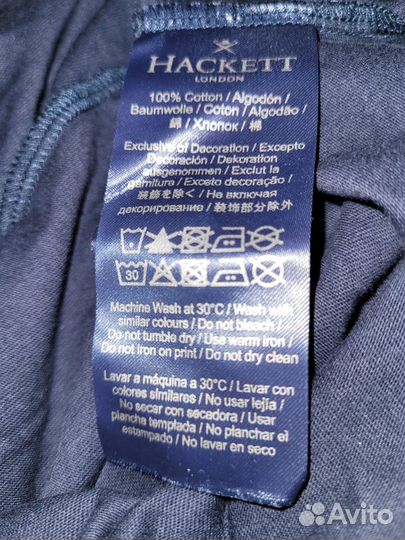 HACKETT
LONDON
100% Cotton / Algodón /
Baumwolle / Coton / Algodão /
綿 / Хлопок / 棉
Exclusive of Decoration / Excepto
Decoración / Dekoration
ausgenommen / Exclut la
garniture / Exceto decoração /
装飾を除く / Не включая
декорирование / 装饰部分除外
30
Machine Wash at 30°C / Wash with
similar colours / Do not bleach /
Do not tumble dry / Use warm iron /
Do not iron on print / Do not dry clean
Lavar a máquina a 30°C / Lavar con
colores similares / No usar lejía /
No secar con secadora / Usar
plancha templada / No planchar el
estampado / No lavar en seco
Avito